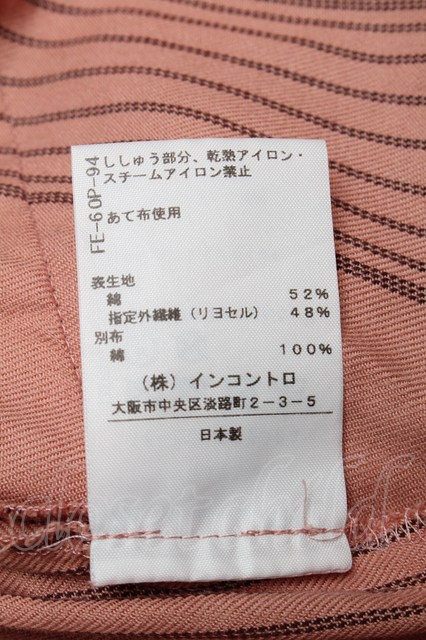 ししゅう部分、乾熱アイロン・
スチームアイロン禁止
あて布使用
FE-60P-94
表生地
綿 52%
指定外繊維（リヨセル） 48%
別布
綿 100%
（株）インコントロ
大阪市中央区淡路町2-3-5
日本製
closet child